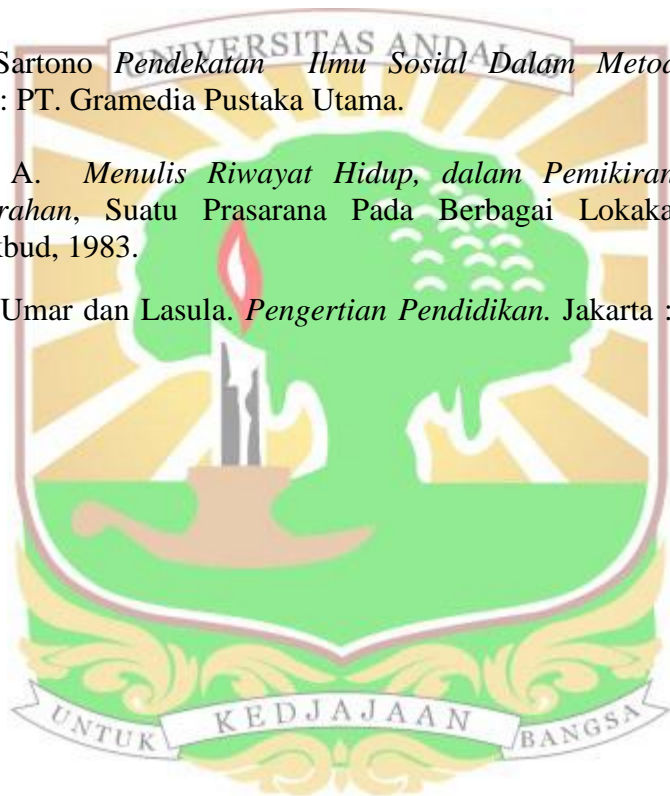 UNIVERSITAS ANDALAS
Sartono Pendekatan Ilmu Sosial Dalam Metod
: PT. Gramedia Pustaka Utama.
A. Menulis Riwayat Hidup, dalam Pemikiran
rahan, Suatu Prasarana Pada Berbagai Lokaka
kbud, 1983.
Umar dan Lasula. Pengertian Pendidikan. Jakarta :
UNTUK KEDJAJAAN BANGSA